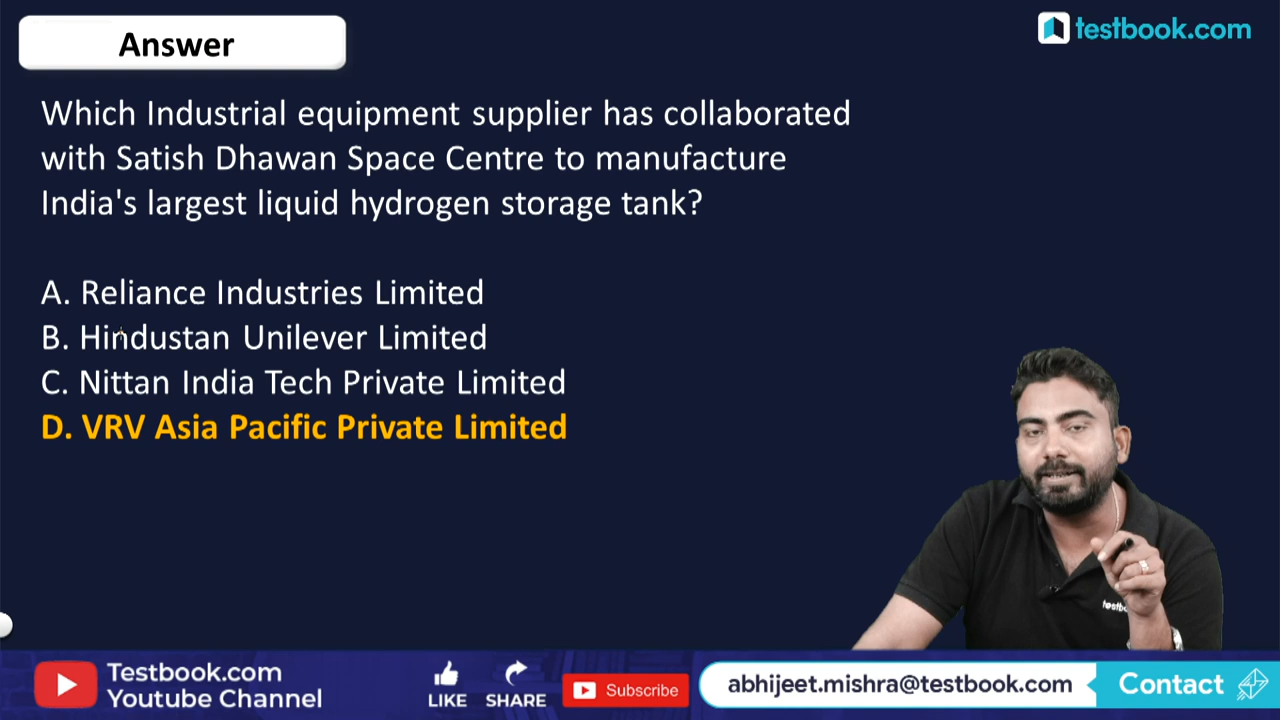 Answer
testbook.com
Which Industrial equipment supplier has collaborated
with Satish Dhawan Space Centre to manufacture
India's largest liquid hydrogen storage tank?
A. Reliance Industries Limited
B. Hindustan Unilever Limited
C. Nittan India Tech Private Limited
D. VRV Asia Pacific Private Limited
Testbook.com
Youtube Channel
LIKE
SHARE
Subscribe
abhijeet.mishra@testbook.com
Contact